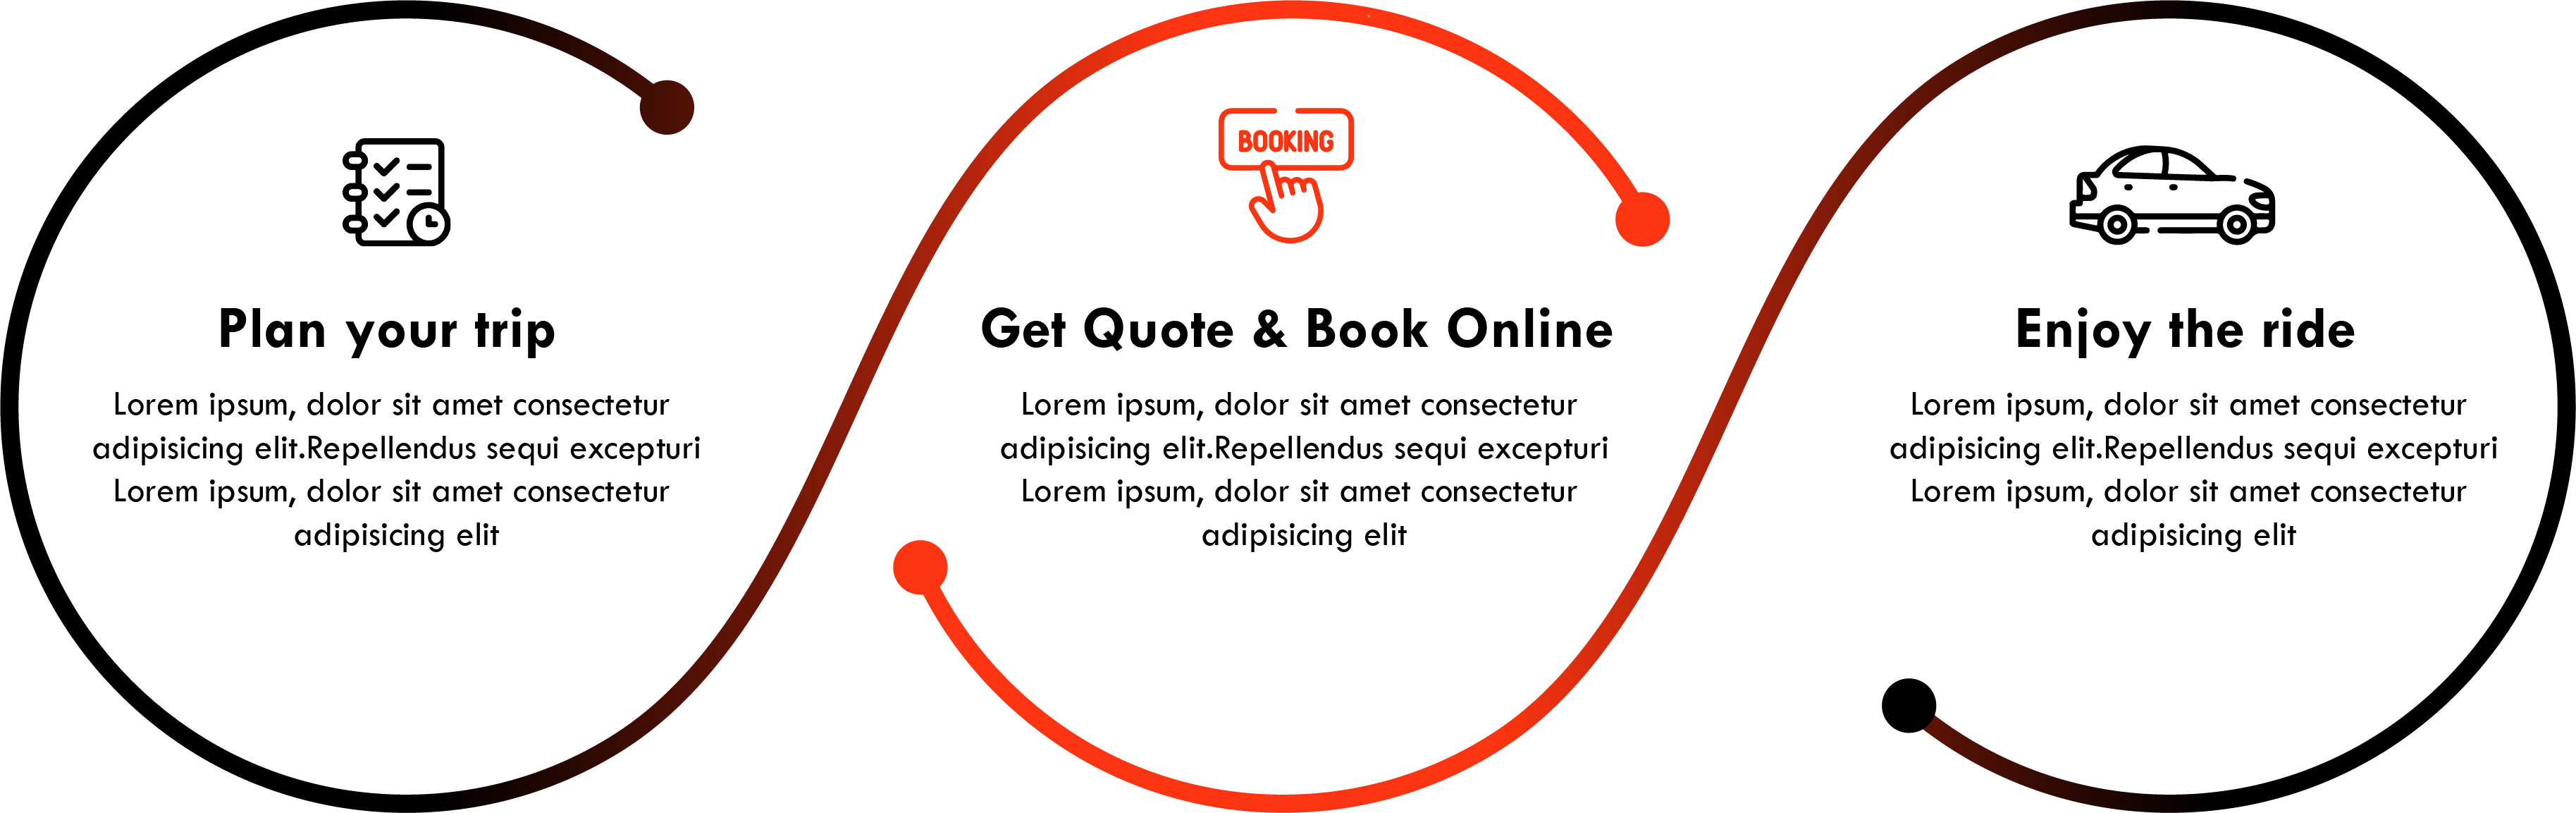 Plan your trip
Lorem ipsum, dolor sit amet consectetur
adipisicing elit.Repellendus sequi excepturi
Lorem ipsum, dolor sit amet consectetur
adipisicing elit
BOOKING
Get Quote & Book Online
Lorem ipsum, dolor sit amet consectetur
adipisicing elit.Repellendus sequi excepturi
Lorem ipsum, dolor sit amet consectetur
adipisicing elit
Enjoy the ride
Lorem ipsum, dolor sit amet consectetur
adipisicing elit.Repellendus sequi excepturi
Lorem ipsum, dolor sit amet consectetur
adipisicing elit